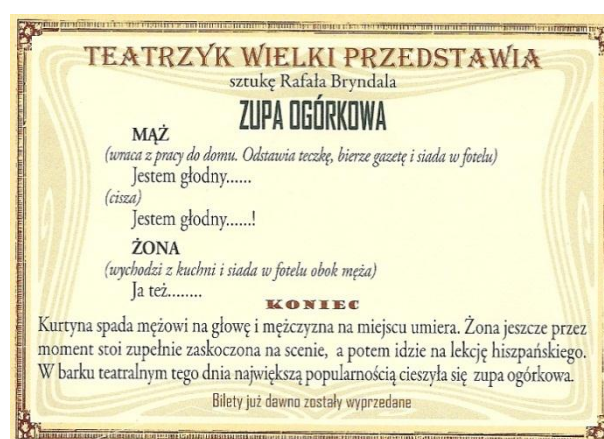 TEATRZYK WIELKI PRZEDSTAWIA
sztukę Rafała Bryndala
ZUPA OGÓRKOWA
MĄŻ
(wraca z pracy do domu. Odstawia teczkę, bierze gazetę i siada w fotelu)
Jestem głodny......
(cisza)
Jestem głodny......!
ŻONA
(wychodzi z kuchni i siada w fotelu obok męża)
Ja też........
KONIEC
Kurtyna spada mężowi na głowę i mężczyzna na miejscu umiera. Żona jeszcze przez
moment stoi zupełnie zaskoczona na scenie, a potem idzie na lekcję hiszpańskiego.
W barku teatralnym tego dnia największą popularnością cieszyła się zupa ogórkowa.
Bilety już dawno zostały wyprzedane